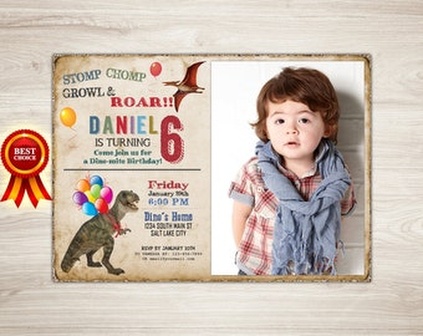 STOMP CHOMP
GROWL &
ROAR!!
DANIEL 6
IS TURNING
Come join us for
a Dino-mite Birthday!
Friday
January 19th
6:00 PM
Dino's Home
1234 SOUTH MAIN ST
SALT LAKE CITY
RSVP BY JANUARY 10TH
BEST
CHOICE